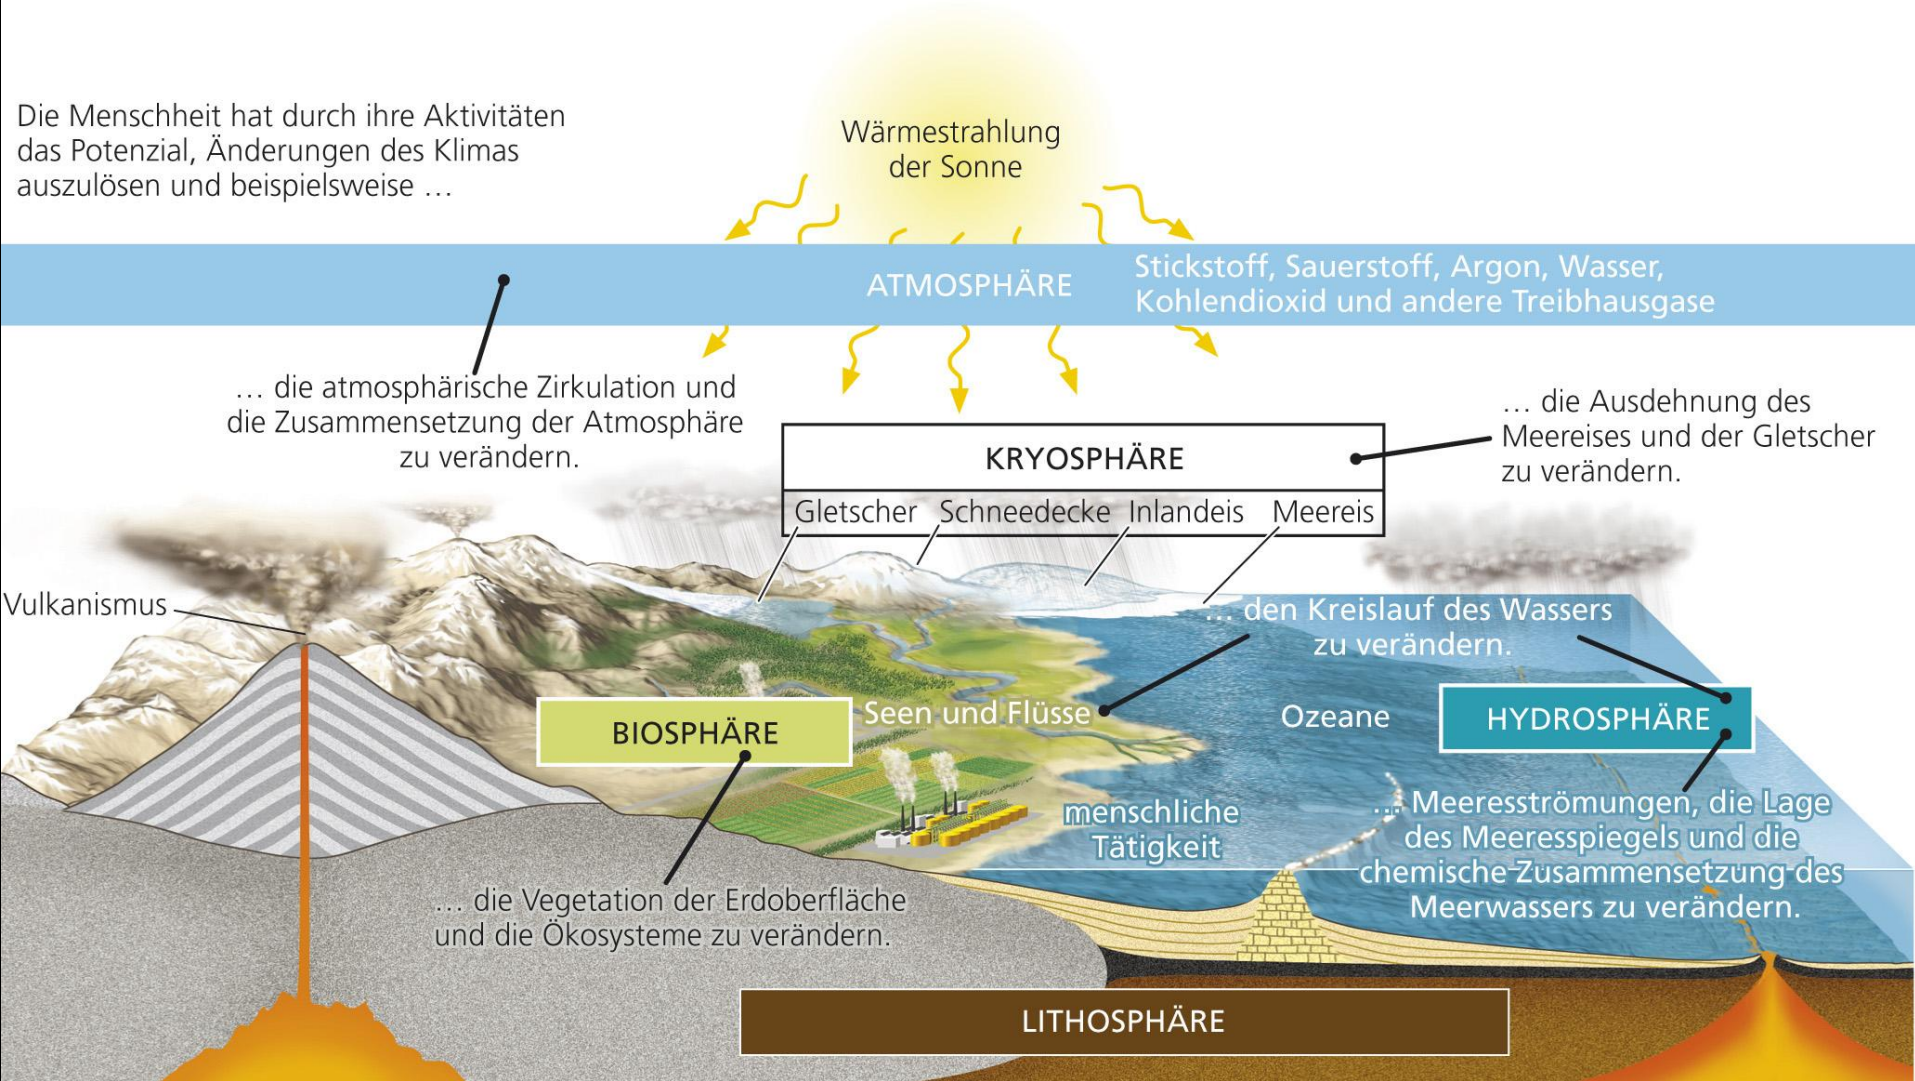 Die Menschheit hat durch ihre Aktivitäten
das Potenzial, Änderungen des Klimas
auszulösen und beispielsweise …
Wärmestrahlung
der Sonne
ATMOSPHÄRE
Stickstoff, Sauerstoff, Argon, Wasser,
Kohlendioxid und andere Treibhausgase
… die atmosphärische Zirkulation und
die Zusammensetzung der Atmosphäre
zu verändern.
… die Ausdehnung des
Meereises und der Gletscher
zu verändern.
KRYOSPHÄRE
Gletscher Schneedecke Inlandeis Meereis
Vulkanismus
… den Kreislauf des Wassers
zu verändern.
BIOSPHÄRE
Seen und Flüsse
Ozeane
HYDROSPHÄRE
menschliche
Tätigkeit
… Meeresströmungen, die Lage
des Meeresspiegels und die
chemische Zusammensetzung des
Meerwassers zu verändern.
… die Vegetation der Erdoberfläche
und die Ökosysteme zu verändern.
LITHOSPHÄRE